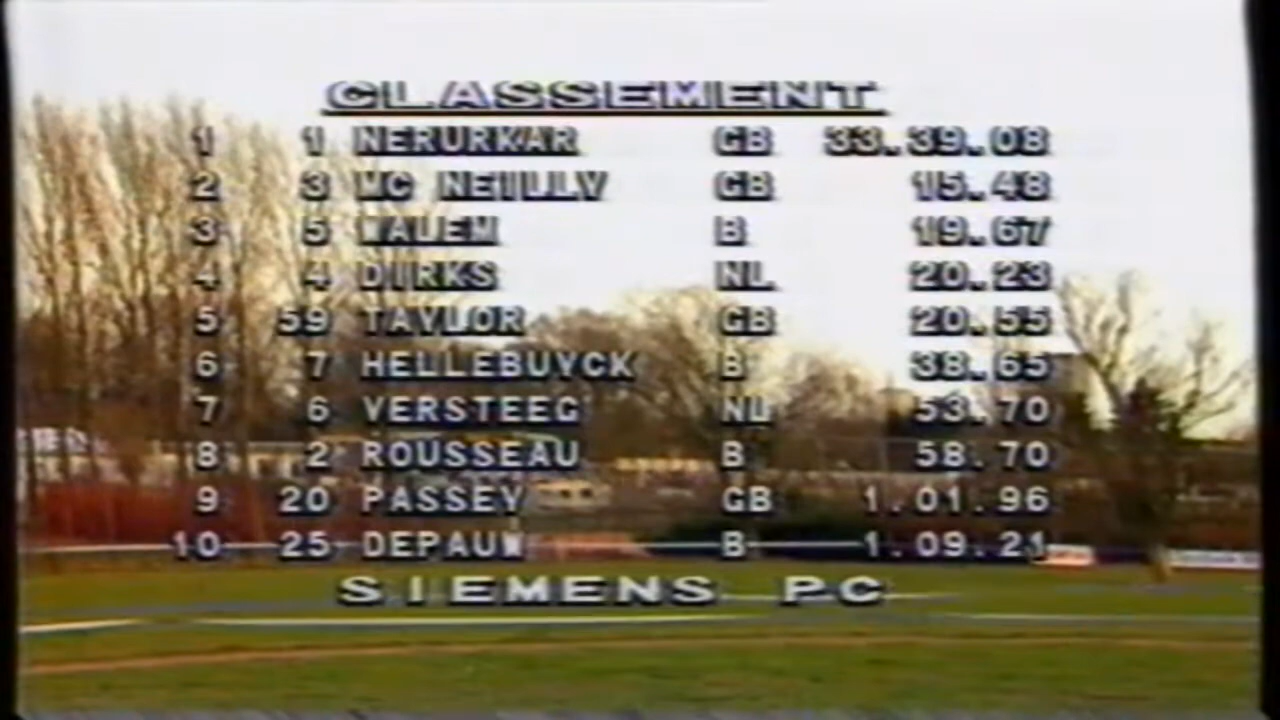 CLASSEMENT
1 1 NERURKAR GB 33.39.08
2 3 MC NEILLY GB 15.48
3 5 WALEM B 19.67
4 4 DIRKS NL 20.23
5 59 TAYLOR GB 20.55
6 7 HELLEBUYCK B 38.65
7 6 VERSTEEG NL 53.70
8 2 ROUSSEAU B 58.70
9 20 PASSEY GB 1.01.96
10 25 DEPAUW B 1.09.21
SIEMENS PC